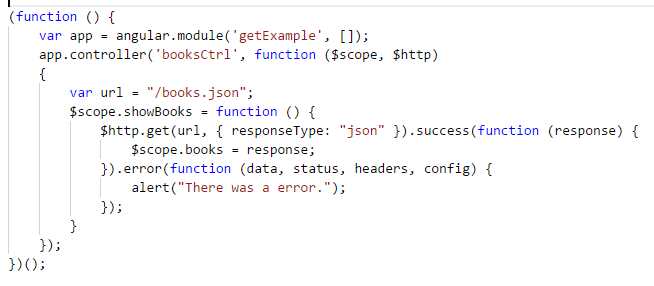 (function () {
    var app = angular.module('getExample', []);
    app.controller('booksCtrl', function ($scope, $http)
    {
        var url = "/books.json";
        $scope.showBooks = function () {
            $http.get(url, { responseType: "json" }).success(function (response) {
                $scope.books = response;
            }).error(function (data, status, headers, config) {
                alert("There was a error.");
            });
        }
    });
})();